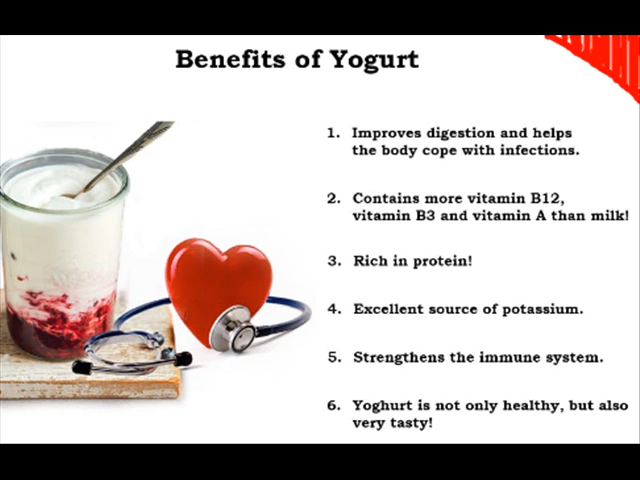 Benefits of Yogurt
1. Improves digestion and helps
the body cope with infections.
2. Contains more vitamin B12,
vitamin B3 and vitamin A than milk!
3. Rich in protein!
4. Excellent source of potassium.
5. Strengthens the immune system.
6. Yoghurt is not only healthy, but also
very tasty!